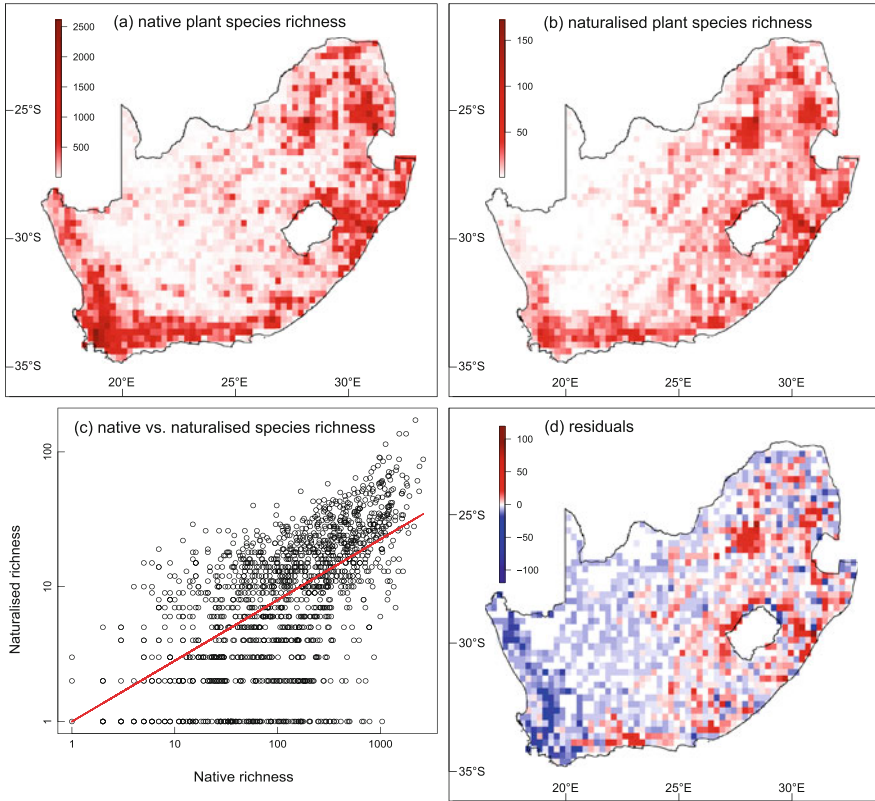 (a) native plant species richness
2500
2000
1500
1000
500
25°S
30°S
35°S
20°E
25°E
30°E
(b) naturalised plant species richness
150
100
50
25°S
30°S
35°S
20°E
25°E
30°E
(c) native vs. naturalised species richness
Naturalised richness
100
10
1
1
10
100
1000
Native richness
(d) residuals
100
50
0
−50
−100
25°S
30°S
35°S
20°E
25°E
30°E